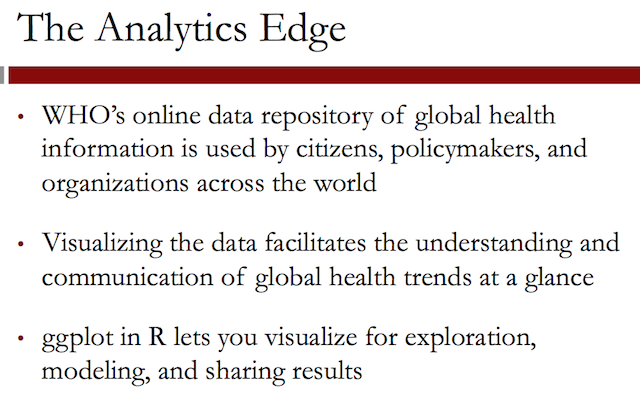 The Analytics Edge
• WHO’s online data repository of global health
information is used by citizens, policymakers, and
organizations across the world
• Visualizing the data facilitates the understanding and
communication of global health trends at a glance
• ggplot in R lets you visualize for exploration,
modeling, and sharing results